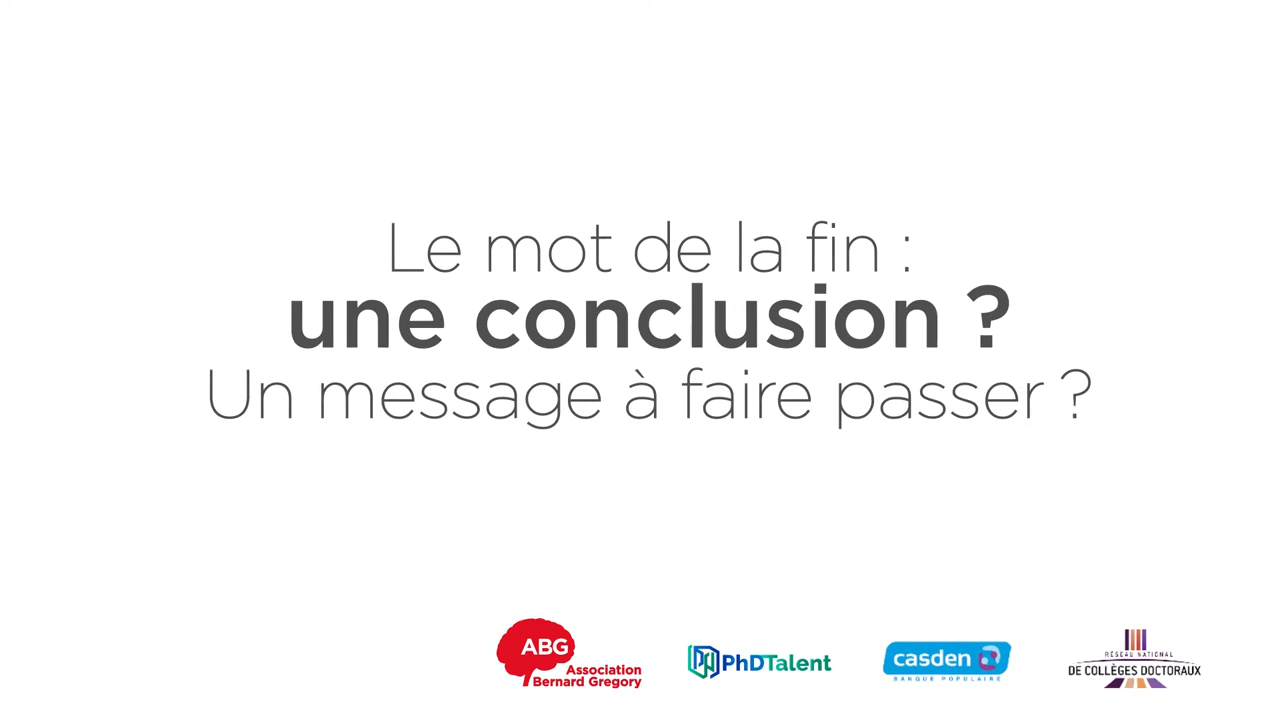 Le mot de la fin :
une conclusion ?
Un message à faire passer ?
ABG
Association
Bernard Gregory
PhDTalent
casden
BANQUE POPULAIRE
RÉSEAU NATIONAL
DE COLLÈGES DOCTORAUX